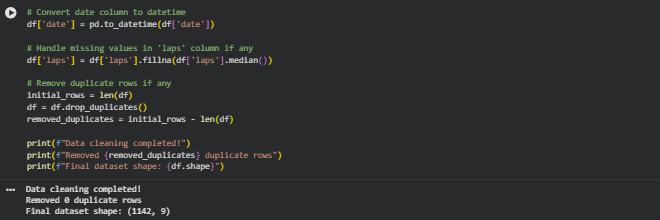 # Convert date column to datetime
df['date'] = pd.to_datetime(df['date'])
# Handle missing values in 'laps' column if any
df['laps'] = df['laps'].fillna(df['laps'].median())
# Remove duplicate rows if any
initial_rows = len(df)
df = df.drop_duplicates()
removed_duplicates = initial_rows - len(df)
print(f"Data cleaning completed!")
print(f"Removed {removed_duplicates} duplicate rows")
print(f"Final dataset shape: {df.shape}")
Data cleaning completed!
Removed 0 duplicate rows
Final dataset shape: (1142, 9)